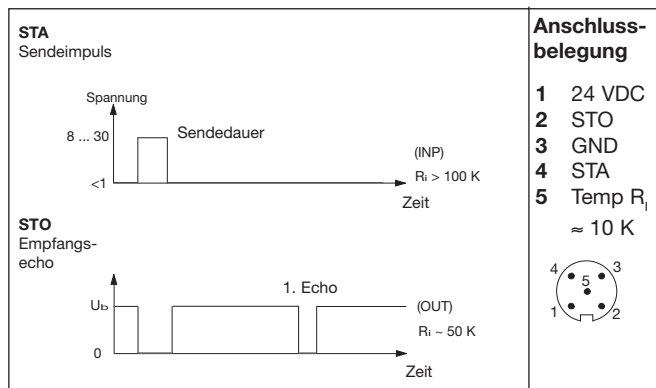 STA
Sendeimpuls
Spannung
8 ... 30
Sendedauer
(INP)
<1
Ri > 100 K
Zeit
STO
Empfangs-
echo
1. Echo
Ub
(OUT)
Ri ~ 50 K
0
Zeit
Anschluss-
belegung
1 24 VDC
2 STO
3 GND
4 STA
5 Temp RI
≈ 10 K
4 3
5
1 2